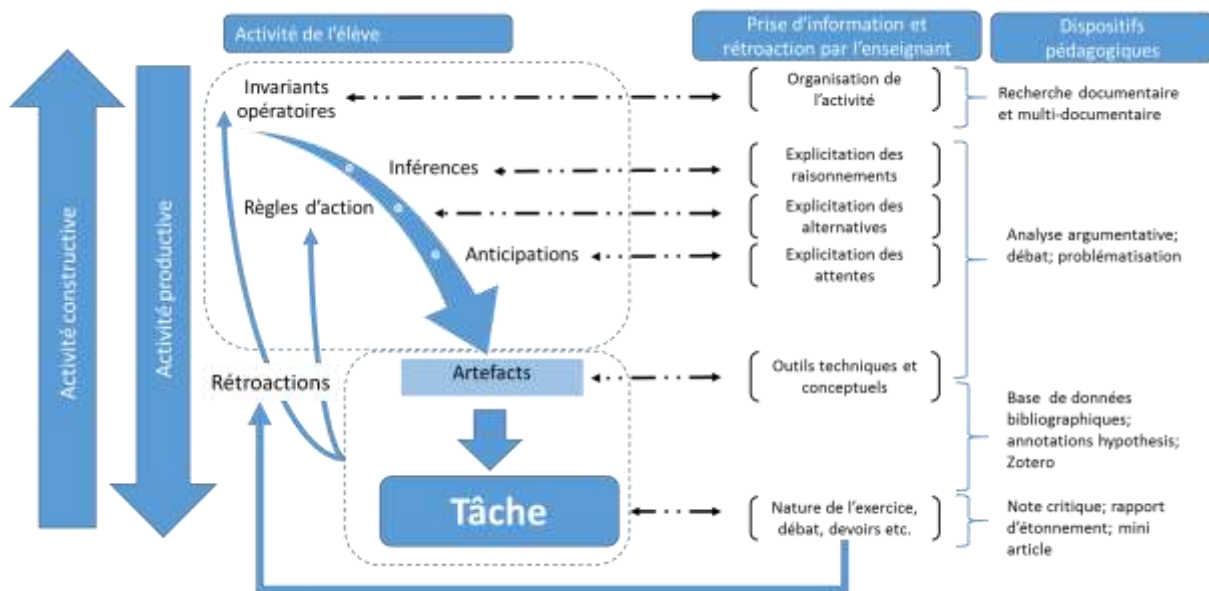 Activité de l'élève
Prise d'information et
rétroaction par l'enseignant
Dispositifs
pédagogiques
Activité constructive
Activité productive
Invariants
opératoires
Inférences
Règles d'action
Anticipations
Rétroactions
Artefacts
Tâche
Organisation de
l'activité
Explicitation des
raisonnements
Explicitation des
alternatives
Explicitation des
attentes
Outils techniques et
conceptuels
Nature de l'exercice,
débat, devoirs etc.
Recherche documentaire
et multi-documentaire
Analyse argumentative;
débat; problématisation
Base de données
bibliographiques;
annotations hypothesis;
Zotero
Note critique; rapport
d'étonnement; mini
article